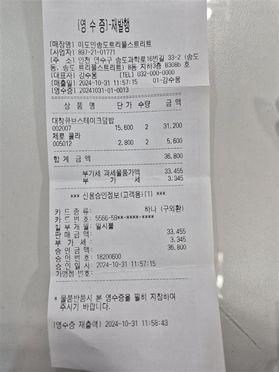 [영 수 증]-재발행
[매장명] 미도인송도트리플스트리트
[사업자] 897-21-01771
[주 소] 인천 연수구 송도과학로16번길 33-2 (송도
동, 송도 트리플스트리트) B동 지하3층 B308b 호
[대표자] 강수웅 [TEL] 032-000-0000
[매출일] 2024-10-31 11:57:15 01-강수웅
[영수증] 20241031-01-0013
상 품 명 단 가 수량 금 액
대창큐브스테이크덮밥
002007 15,600 2 31,200
제로 콜라
005012 2,800 2 5,600
합 계 금 액 36,800
부가세 과세물품가액 33,455
부 가 세 3,345
*** 신용승인정보(고객용)(1) ***
카 드 종 류: 하나 (구외환)
카 드 번 호: 5566-59**-****-****
할 부 개 월: 일시불
판 매 금 액: 33,455
부 가 세 : 3,345
승 인 금 액: 36,800
승 인 번 호: 18200600
승 인 일 시: 2024-10-31 11:57:15
가맹점 번호:
* 물품반품시 본 영수증을 필히 지참하여
주시기 바랍니다.
[영수증 재출력] 2024-10-31 11:58:43